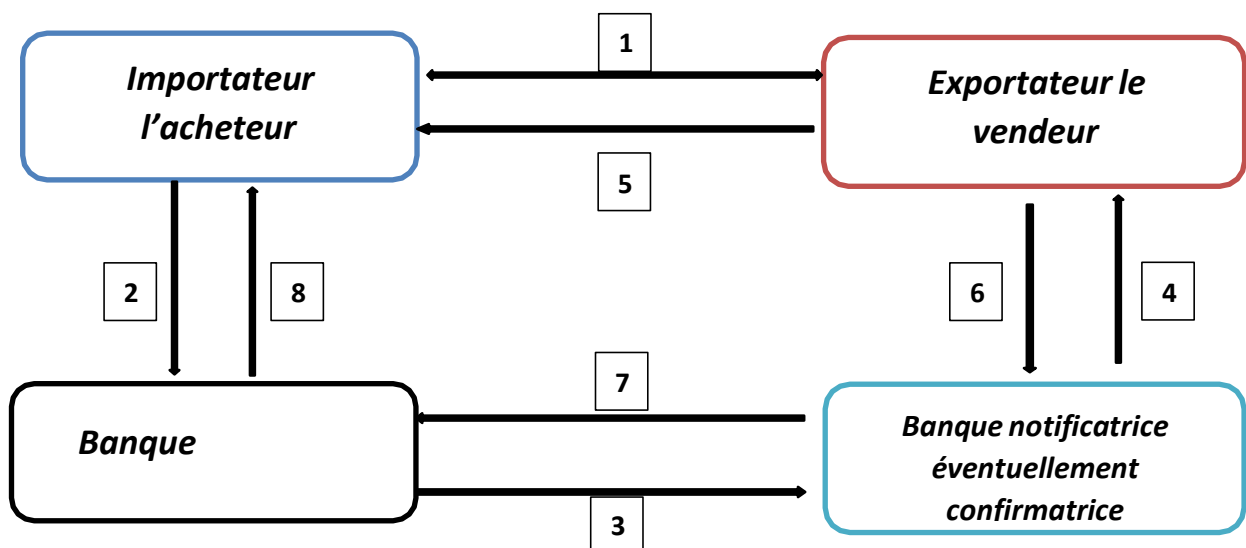 1
Importateur
l’acheteur
Exportateur le
vendeur
5
2
8
6
4
7
Banque
Banque notificatrice
éventuellement
confirmatrice
3